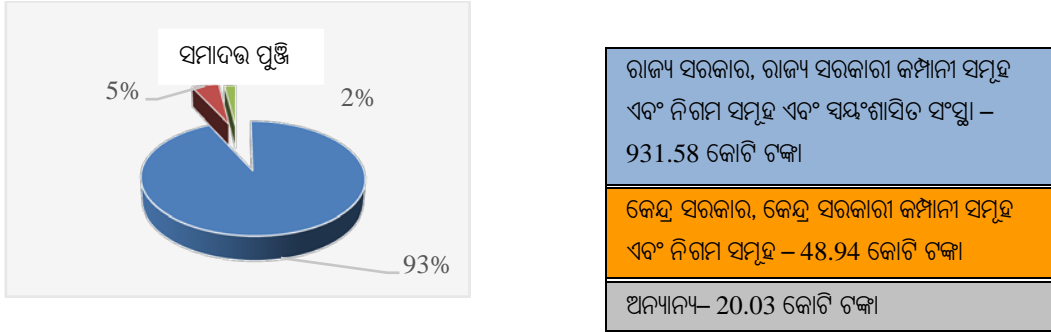 ସମାଦତ୍ତ ପୁଞ୍ଜି
5%
2%
93%
ରାଜ୍ୟ ସରକାର, ରାଜ୍ୟ ସରକାରୀ କମ୍ପାନୀ ସମୂହ
ଏବଂ ନିଗମ ସମୂହ ଏବଂ ସ୍ୱୟଂଶାସିତ ସଂସ୍ଥା –
931.58 କୋଟି ଟଙ୍କା
କେନ୍ଦ୍ର ସରକାର, କେନ୍ଦ୍ର ସରକାରୀ କମ୍ପାନୀ ସମୂହ
ଏବଂ ନିଗମ ସମୂହ – 48.94 କୋଟି ଟଙ୍କା
ଅନ୍ୟାନ୍ୟ– 20.03 କୋଟି ଟଙ୍କା